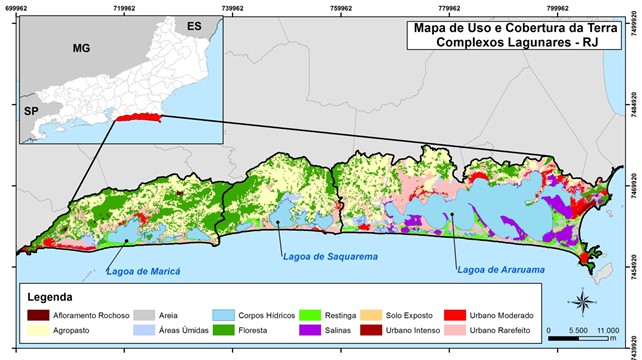 699962 719962 739962 759962 779962 799962
Mapa de Uso e Cobertura da Terra
Complexos Lagunares - RJ
ES
MG
SP
7499920
7484920
7469920
7454920
7439920
Lagoa de Maricá
Lagoa de Saquarema
Lagoa de Araruama
Legenda
Afloramento Rochoso Areia Corpos Hídricos Restinga Solo Exposto Urbano Moderado
Agropasto Áreas Úmidas Floresta Salinas Urbano Intenso Urbano Rarefeito
0 5.500 11.000
m